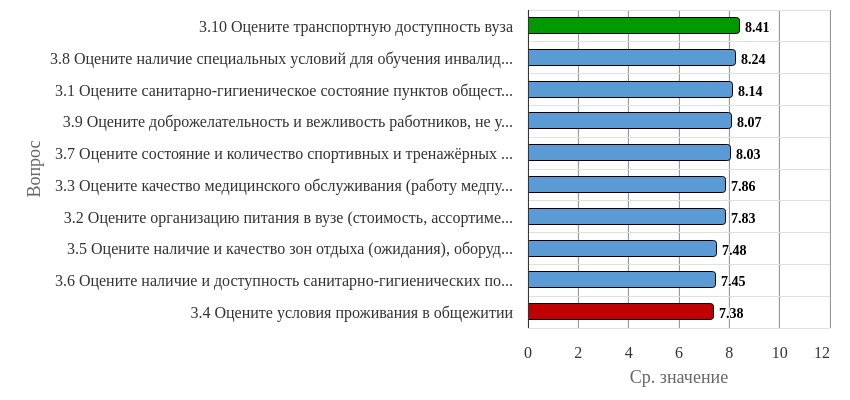 3.10 Оцените транспортную доступность вуза 8.41
3.8 Оцените наличие специальных условий для обучения инвалид... 8.24
3.1 Оцените санитарно-гигиеническое состояние пунктов общест... 8.14
3.9 Оцените доброжелательность и вежливость работников, не у... 8.07
3.7 Оцените состояние и количество спортивных и тренажёрных ... 8.03
3.3 Оцените качество медицинского обслуживания (работу медпу... 7.86
3.2 Оцените организацию питания в вузе (стоимость, ассортиме... 7.83
3.5 Оцените наличие и качество зон отдыха (ожидания), оборуд... 7.48
3.6 Оцените наличие и доступность санитарно-гигиенических по... 7.45
3.4 Оцените условия проживания в общежитии 7.38
Вопрос
0 2 4 6 8 10 12
Ср. значение